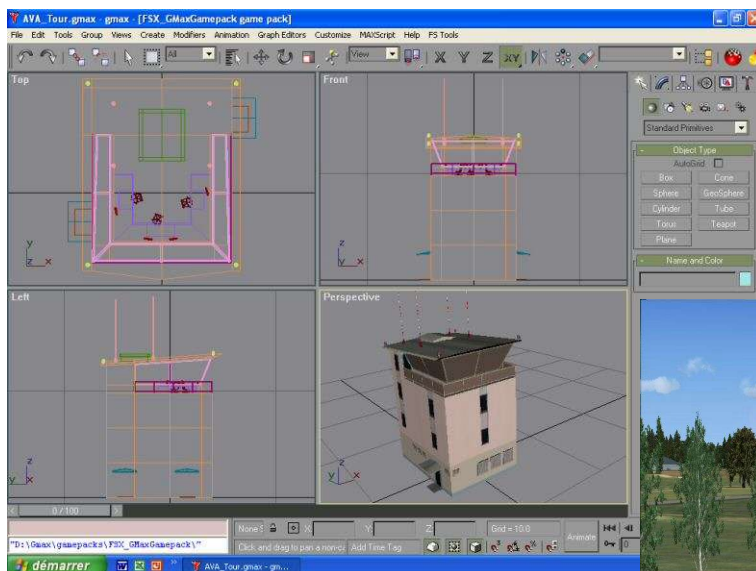 AVA_Tour.gmax - gmax - [FSX_GMaxGamepack game pack]
File Edit Tools Group Views Create Modifiers Animation Graph Editors Customize MAXScript Help FS Tools
All
View
X Y Z XY
Top
Front
Standard Primitives
Object Type
AutoGrid
Box Cone
Sphere GeoSphere
Cylinder Tube
Torus Teapot
Plane
Name and Color
y
x
z
x
Left
Perspective
z
y
z
y x
0 / 100
None
X:
Y:
Z:
Grid = 10.0
Animate
0
"D:\Gmax\gamepacks\FSX_GMaxGamepack\"
Click and drag to pan a non-
Add Time Tag
démarrer
AVA_Tour.gmax - gm...